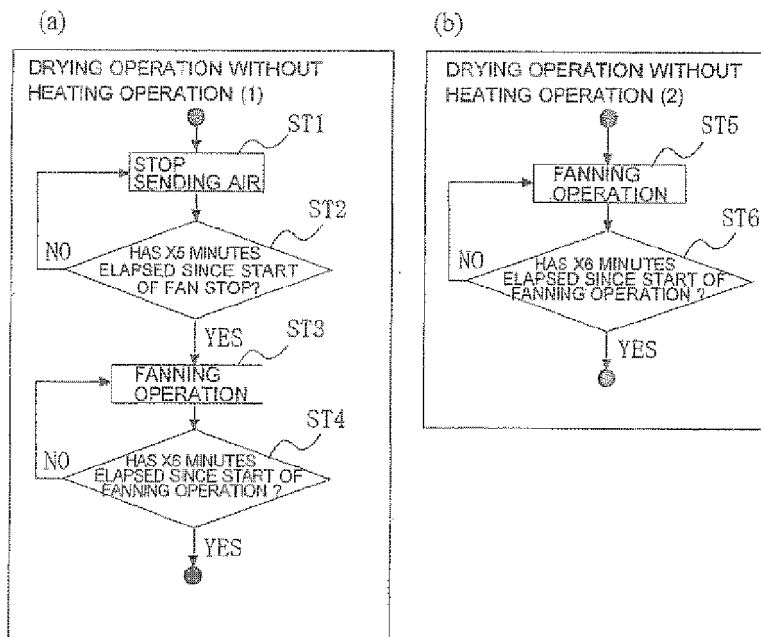 (a)
DRYING OPERATION WITHOUT
HEATING OPERATION (1)
ST1
STOP
SENDING AIR
ST2
NO
HAS X5 MINUTES
ELAPSED SINCE START
OF FAN STOP?
YES
ST3
FANNING
OPERATION
ST4
NO
HAS X6 MINUTES
ELAPSED SINCE START OF
FANNING OPERATION ?
YES
(b)
DRYING OPERATION WITHOUT
HEATING OPERATION (2)
ST5
FANNING
OPERATION
ST6
NO
HAS X6 MINUTES
ELAPSED SINCE START OF
FANNING OPERATION ?
YES